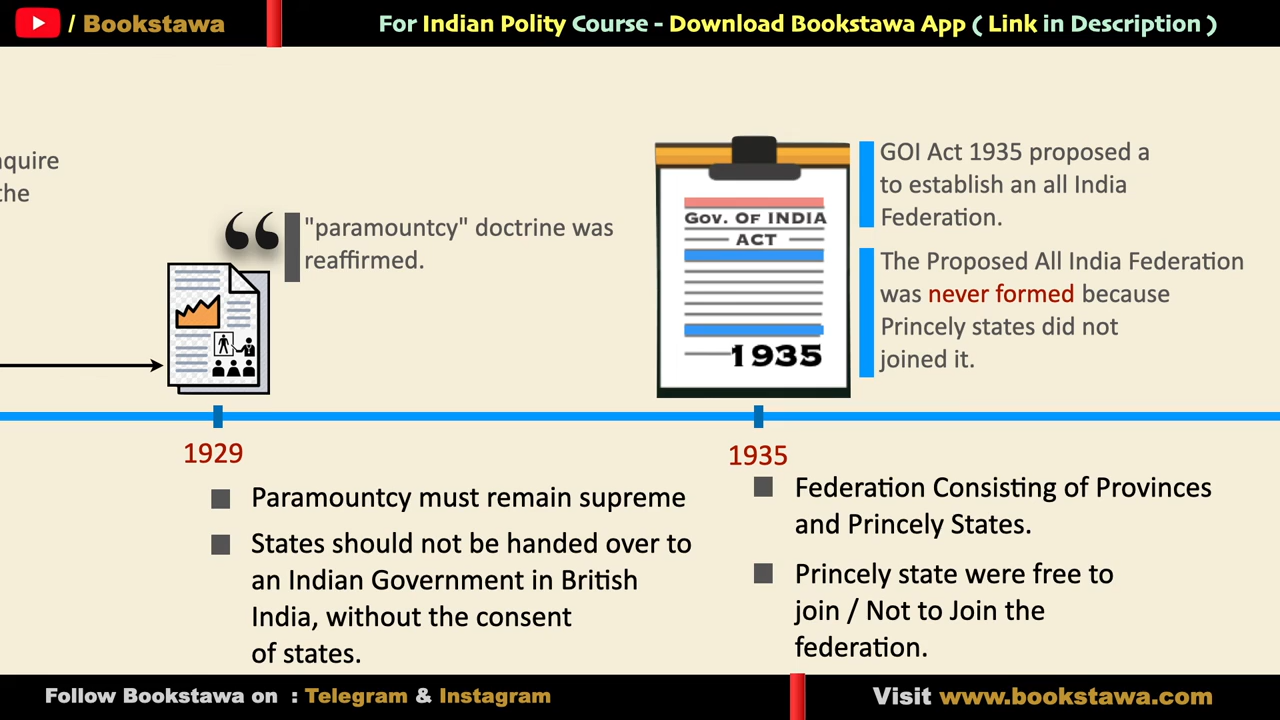 / Bookstawa
For Indian Polity Course - Download Bookstawa App ( Link in Description )
nquire
the
"paramountcy" doctrine was
reaffirmed.
1929
Paramountcy must remain supreme
States should not be handed over to
an Indian Government in British
India, without the consent
of states.
Gov. Of INDIA
ACT
1935
GOI Act 1935 proposed a
to establish an all India
Federation.
The Proposed All India Federation
was never formed because
Princely states did not
joined it.
1935
Federation Consisting of Provinces
and Princely States.
Princely state were free to
join / Not to Join the
federation.
Follow Bookstawa on : Telegram & Instagram
Visit www.bookstawa.com